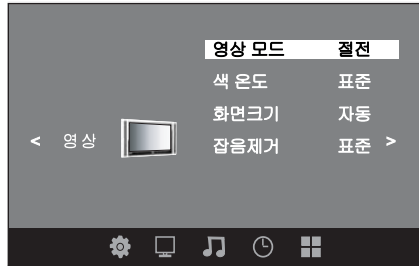 영상 모드 절전
색 온도 표준
화면크기 자동
< 영상
잡음제거 표준 >